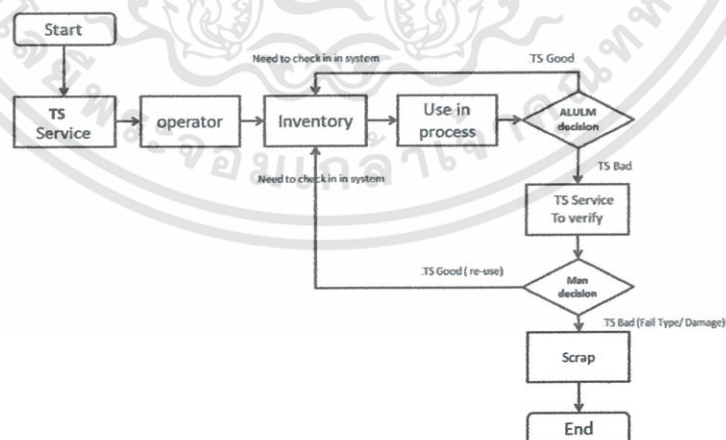 Start
Need to check in in system
TS Good
TS
Service
operator
Inventory
Use in
process
ALULM
decision
Need to check in in system
TS Bad
TS Service
To verify
TS Good ( re-use)
Man
decision
TS Bad (Fail Type/ Damage)
Scrap
End